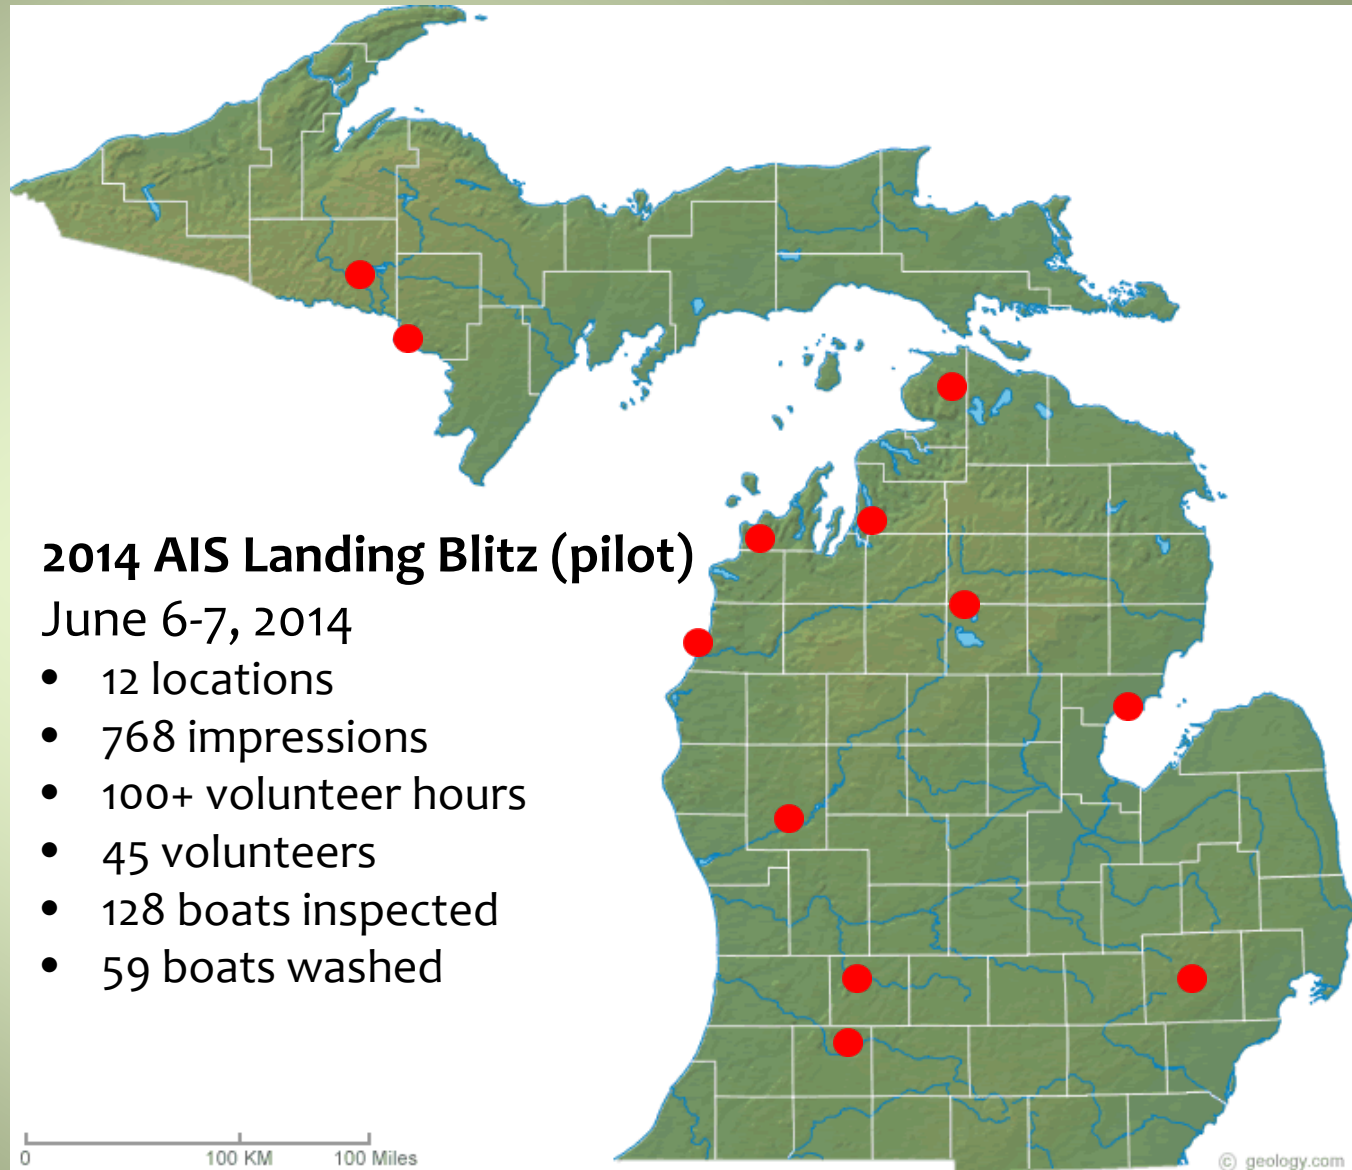 2014 AIS Landing Blitz (pilot)
June 6-7, 2014
• 12 locations
• 768 impressions
• 100+ volunteer hours
• 45 volunteers
• 128 boats inspected
• 59 boats washed
0 100 KM 100 Miles
© geology.com